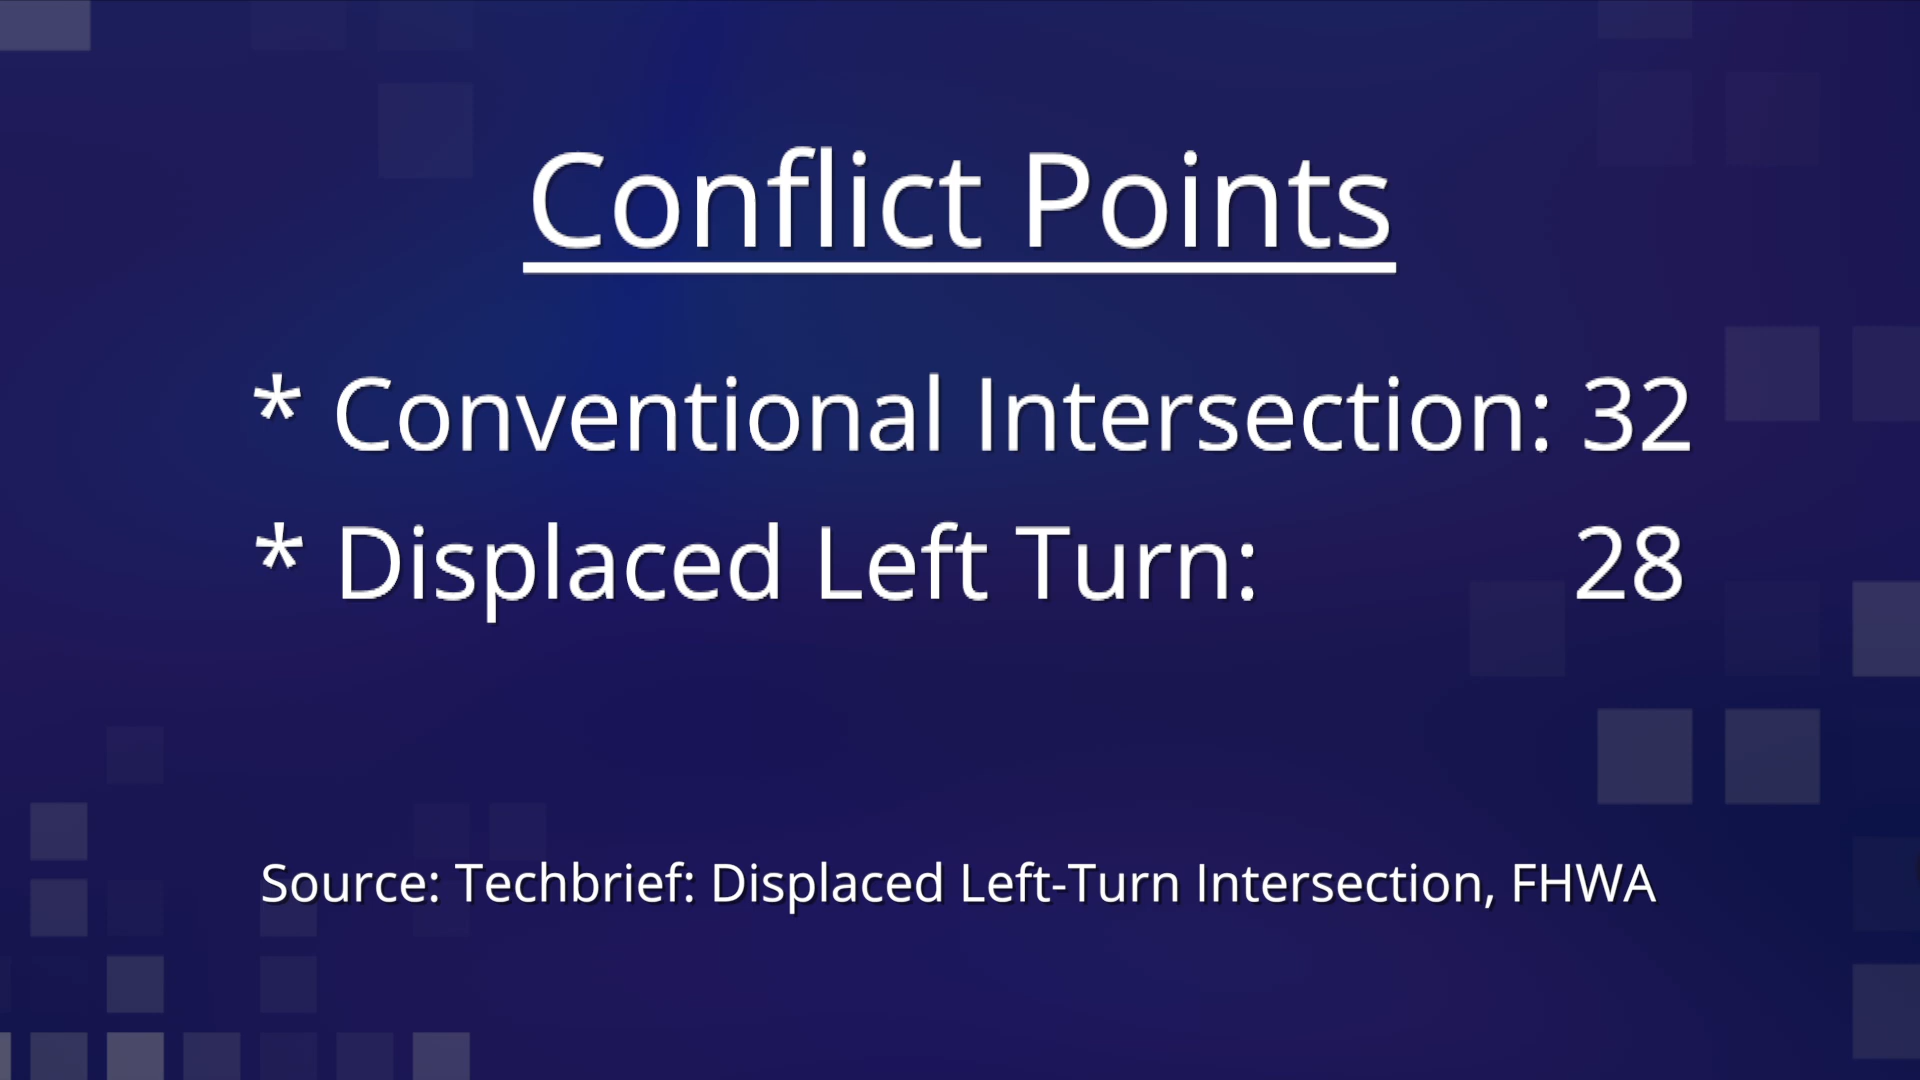 Conflict Points
* Conventional Intersection: 32
* Displaced Left Turn: 28
Source: Techbrief: Displaced Left-Turn Intersection, FHWA